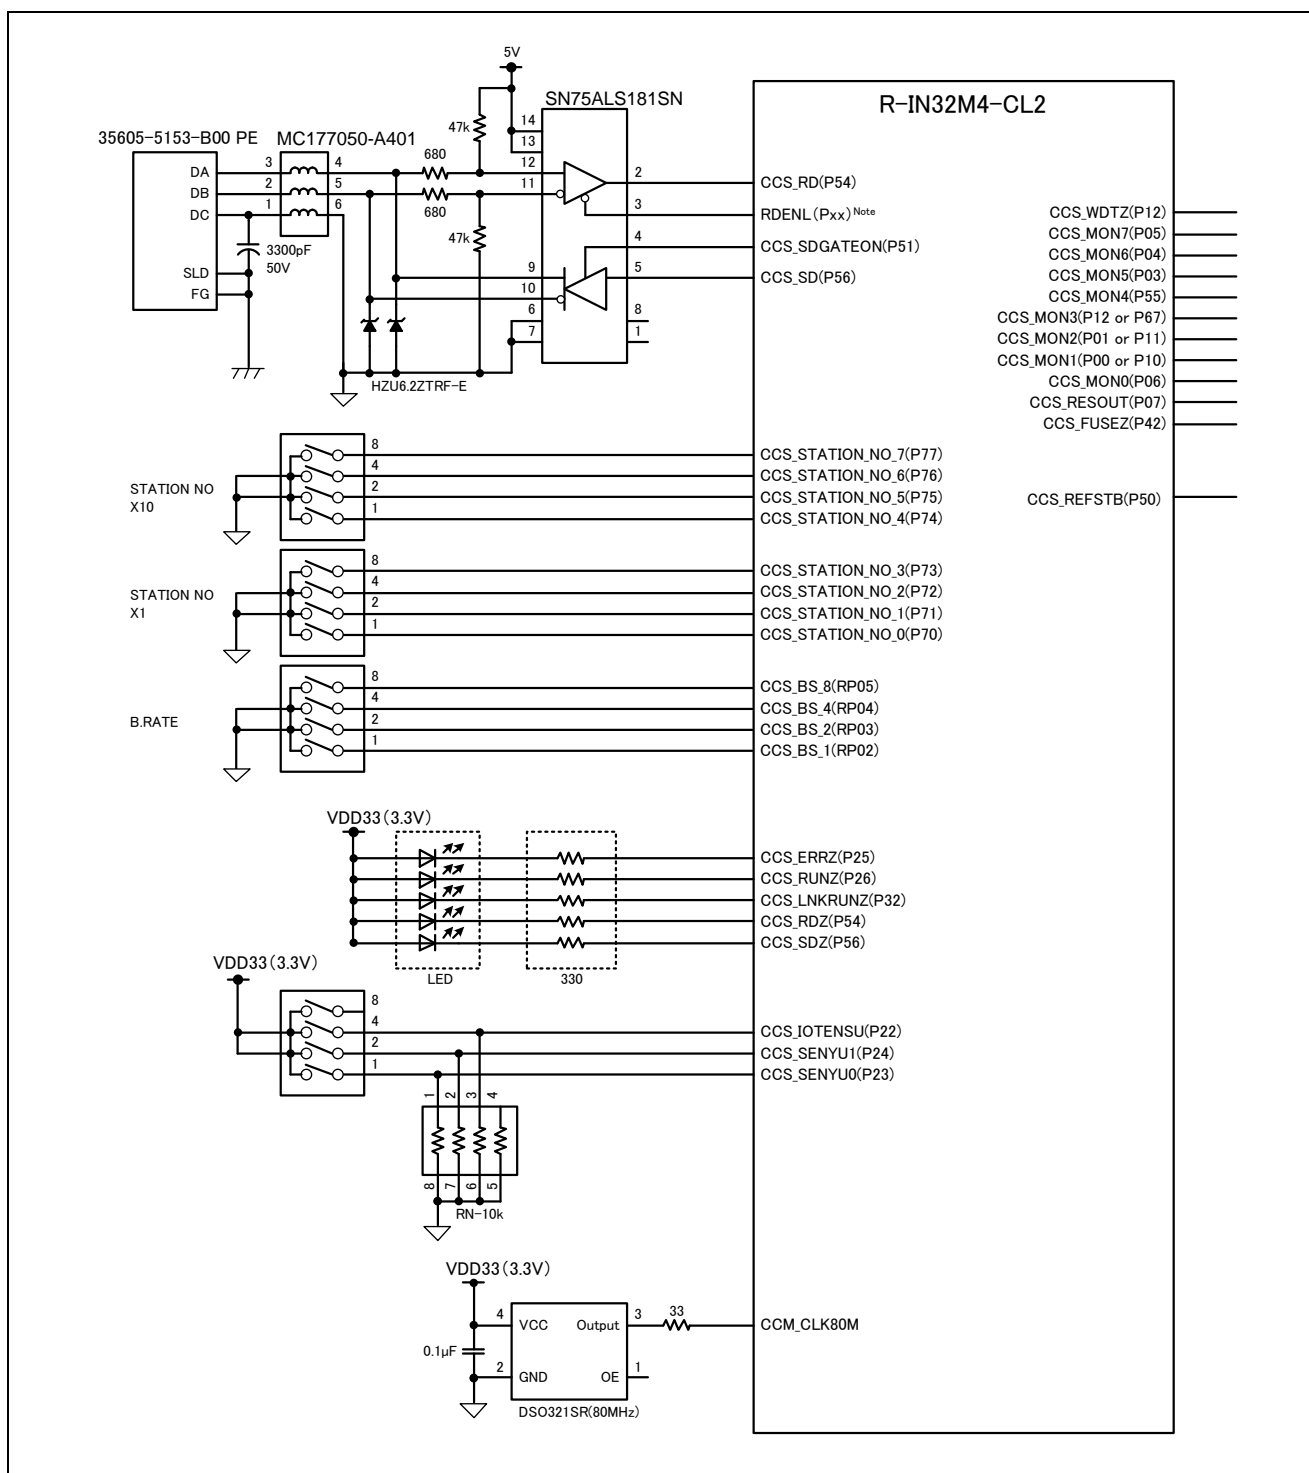 5V
SN75ALS181SN
R-IN32M4-CL2
35605-5153-B00 PE
MC177050-A401
47k
14
13
680
DA
3
4
12
2
CCS_RD(P54)
DB
2
5
11
680
DC
1
6
3
RDENL(Pxx)Note
47k
3300pF
50V
4
CCS_SDGATEON(P51)
SLD
9
5
CCS_SD(P56)
FG
10
6
8
7
1
HZU6.2ZTRF-E
CCS_WDTZ(P12)
CCS_MON7(P05)
CCS_MON6(P04)
CCS_MON5(P03)
CCS_MON4(P55)
CCS_MON3(P12 or P67)
CCS_MON2(P01 or P11)
CCS_MON1(P00 or P10)
CCS_MON0(P06)
CCS_RESOUT(P07)
CCS_FUSEZ(P42)
CCS_REFSTB(P50)
STATION NO
X10
8
CCS_STATION_NO_7(P77)
4
CCS_STATION_NO_6(P76)
2
CCS_STATION_NO_5(P75)
1
CCS_STATION_NO_4(P74)
STATION NO
X1
8
CCS_STATION_NO_3(P73)
4
CCS_STATION_NO_2(P72)
2
CCS_STATION_NO_1(P71)
1
CCS_STATION_NO_0(P70)
B.RATE
8
CCS_BS_8(RP05)
4
CCS_BS_4(RP04)
2
CCS_BS_2(RP03)
1
CCS_BS_1(RP02)
VDD33(3.3V)
CCS_ERRZ(P25)
CCS_RUNZ(P26)
CCS_LNKRUNZ(P32)
CCS_RDZ(P54)
CCS_SDZ(P56)
LED
330
VDD33(3.3V)
8
4
CCS_IOTENSU(P22)
2
CCS_SENYU1(P24)
1
CCS_SENYU0(P23)
1
2
3
4
8
7
6
5
RN-10k
VDD33(3.3V)
4
VCC
Output
3
33
CCM_CLK80M
0.1μF
2
GND
OE
1
DSO321SR(80MHz)